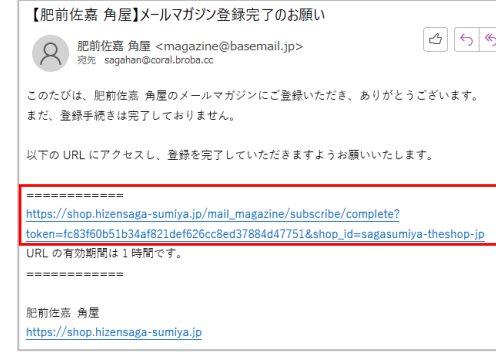 【肥前佐嘉 角屋】メールマガジン登録完了のお願い
肥前佐嘉 角屋 <magazine@basemail.jp>
宛先 sagahan@coral.broba.cc
このたびは、肥前佐嘉 角屋のメールマガジンにご登録いただき、ありがとうございます。
まだ、登録手続きは完了しておりません。
以下の URL にアクセスし、登録を完了していただきますようお願いいたします。
============
https://shop.hizensaga-sumiya.jp/mail_magazine/subscribe/complete?
token=fc83f60b51b34af821def626cc8ed37884d47751&shop_id=sagasumiya-theshop-jp
URL の有効期間は 1 時間です。
============
肥前佐嘉 角屋
https://shop.hizensaga-sumiya.jp